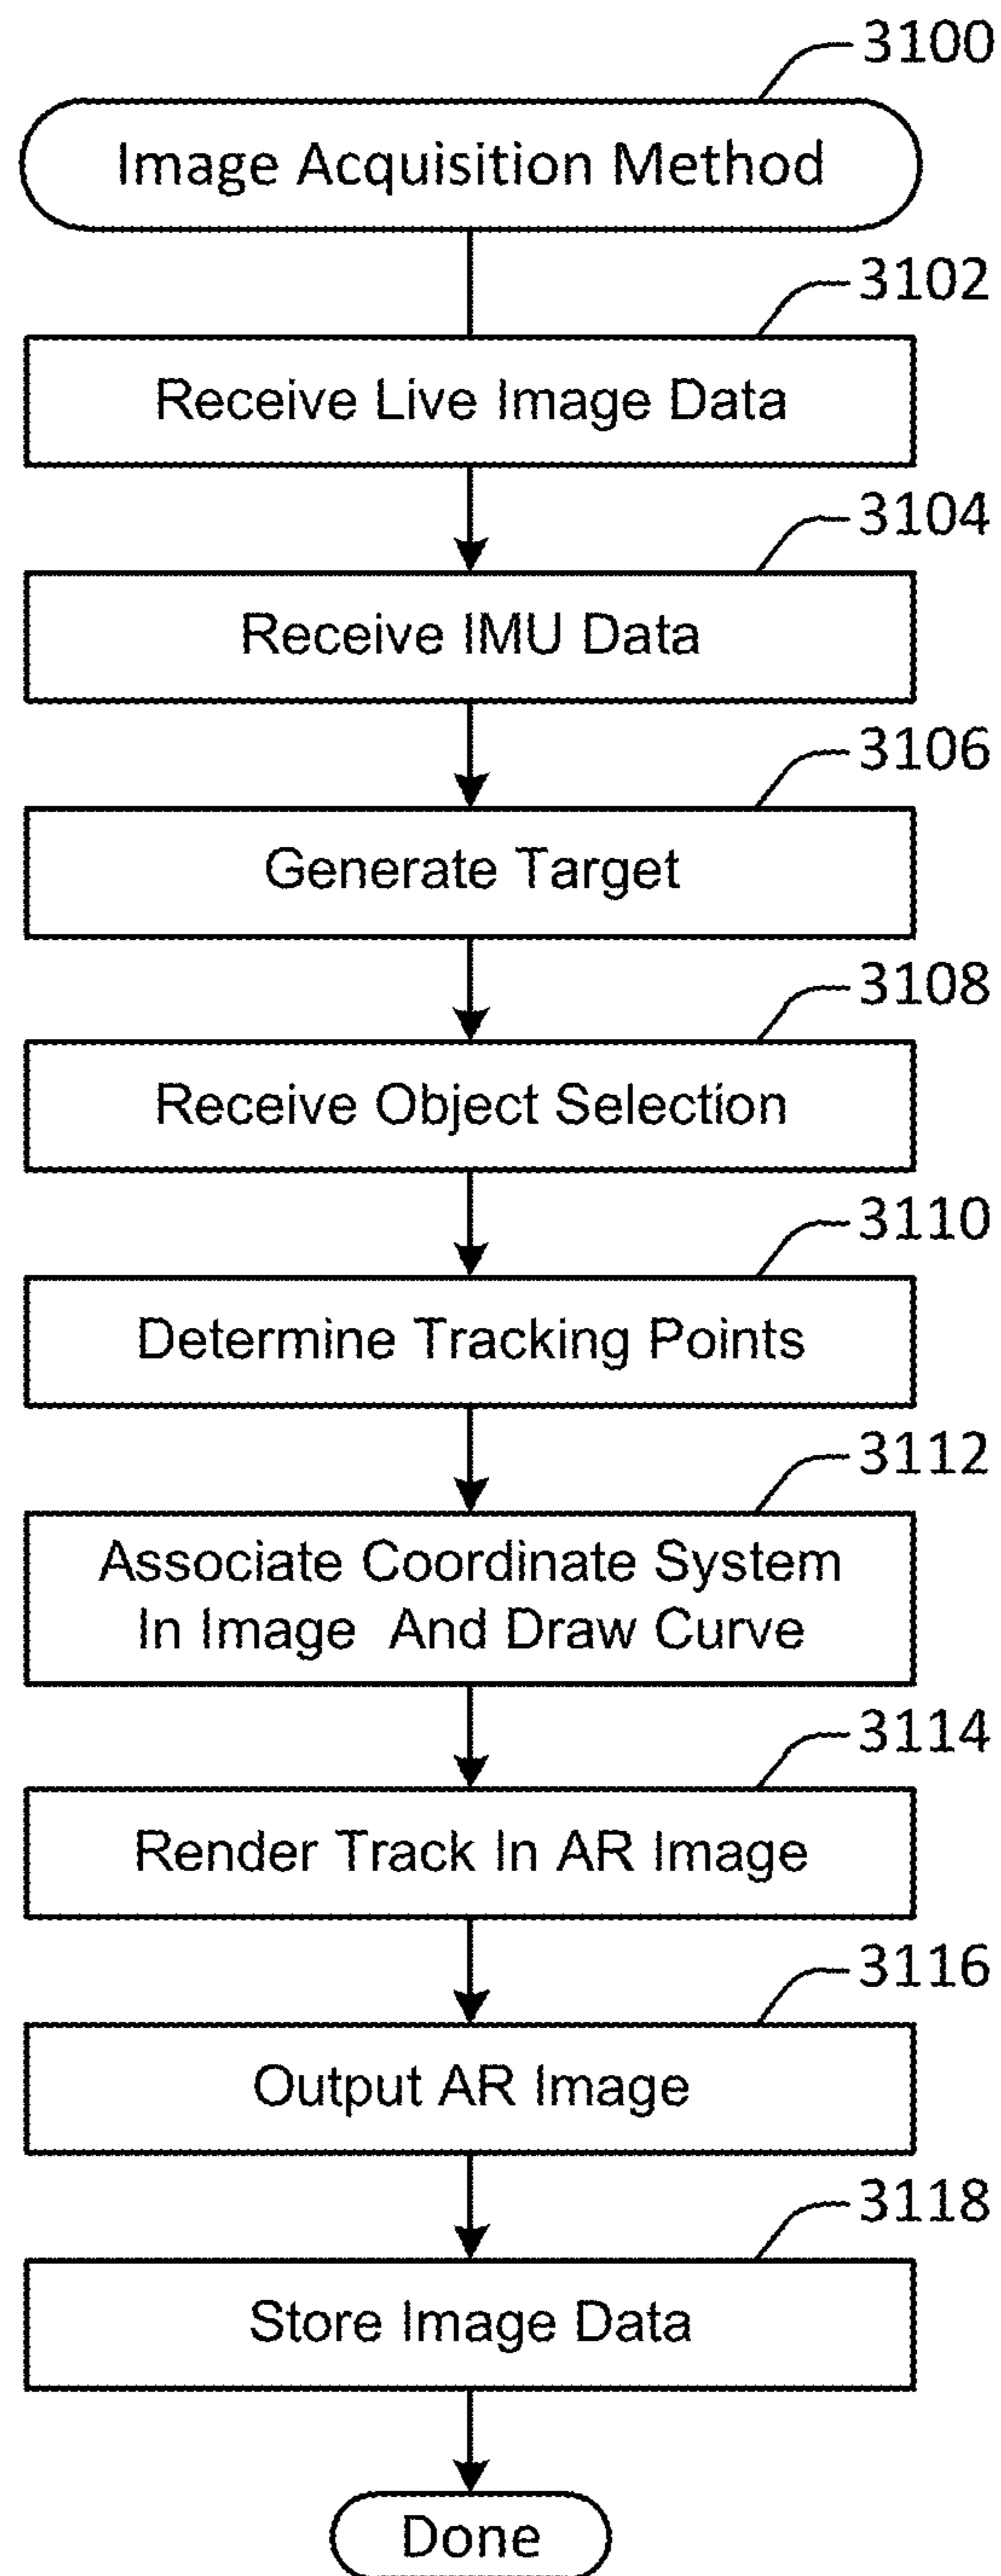 3100
Image Acquisition Method
3102
Receive Live Image Data
3104
Receive IMU Data
3106
Generate Target
3108
Receive Object Selection
3110
Determine Tracking Points
3112
Associate Coordinate System
In Image And Draw Curve
3114
Render Track In AR Image
3116
Output AR Image
3118
Store Image Data
Done